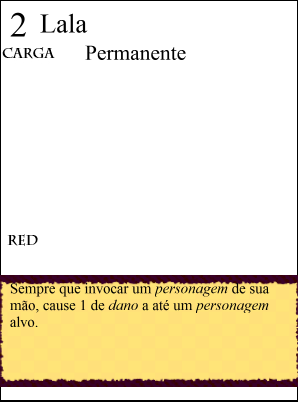 2 Lala
CARGA Permanente
RED
Sempre que invocar um personagem de sua
mão, cause 1 de dano a até um personagem
alvo.